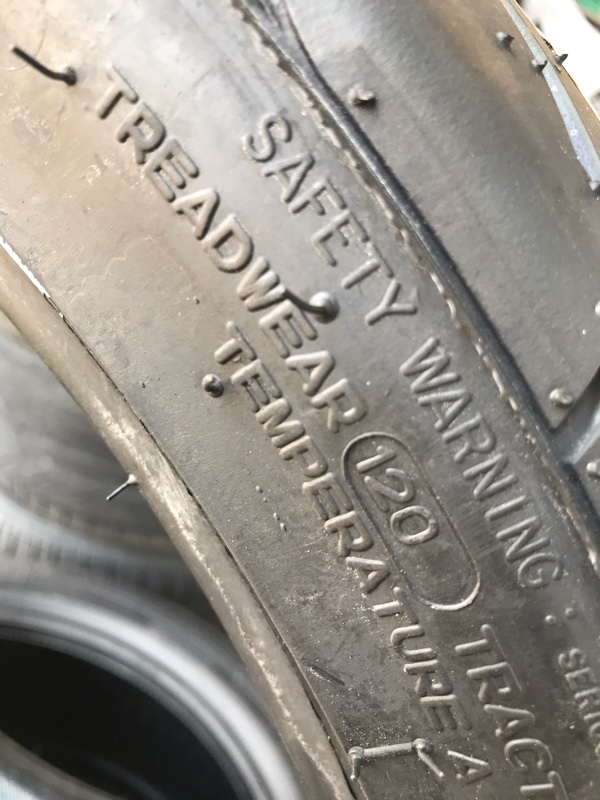 SAFETY WARNING :
TREADWEAR 120 TRACT
TEMPERATURE A